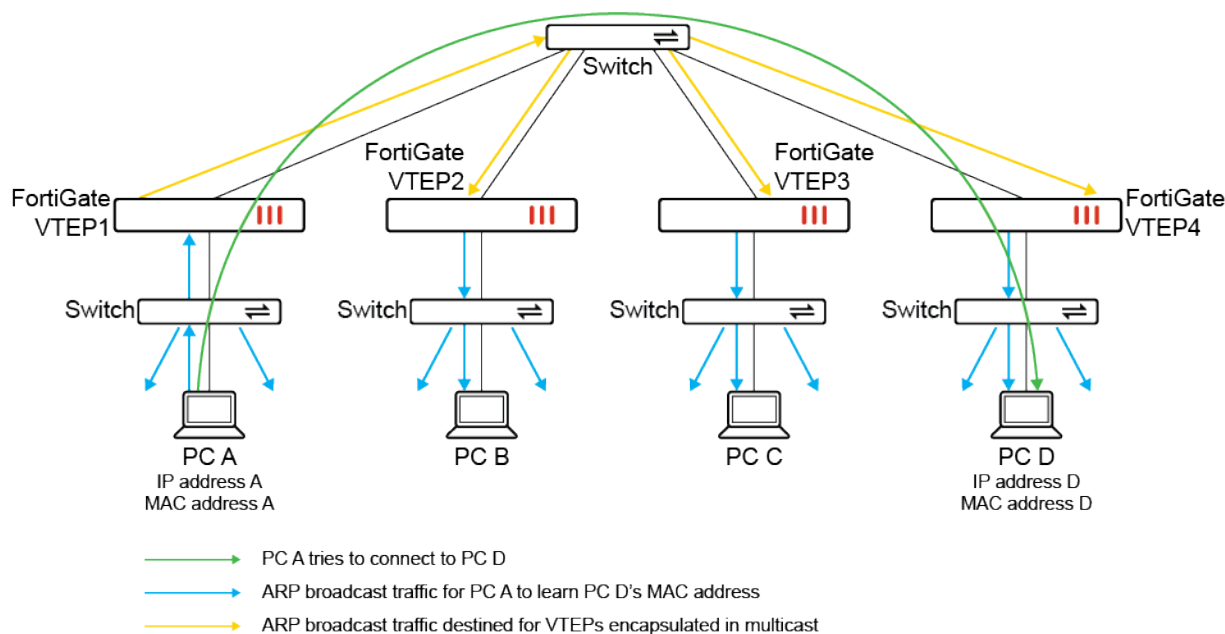 Switch
FortiGate
VTEP1
FortiGate
VTEP2
FortiGate
VTEP3
FortiGate
VTEP4
Switch
Switch
Switch
Switch
PC A
IP address A
MAC address A
PC B
PC C
PC D
IP address D
MAC address D
PC A tries to connect to PC D
ARP broadcast traffic for PC A to learn PC D's MAC address
ARP broadcast traffic destined for VTEPs encapsulated in multicast